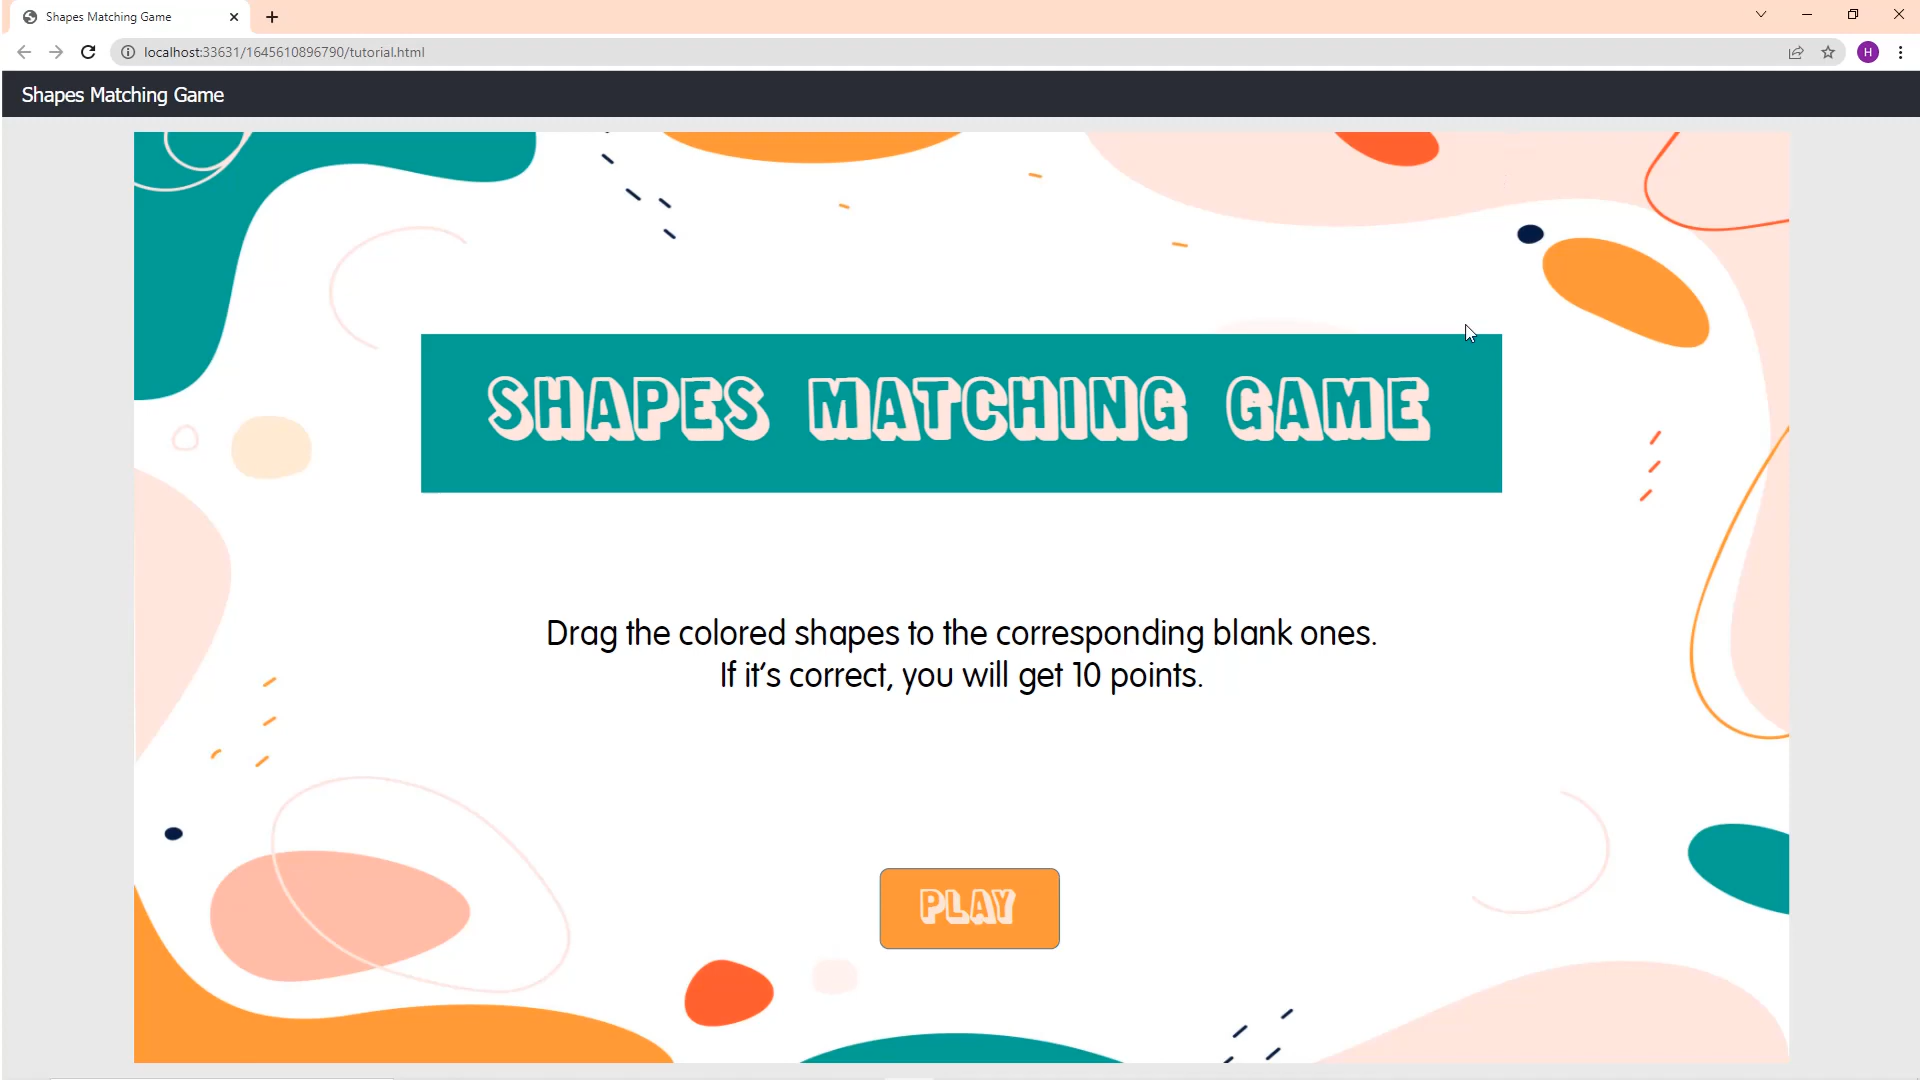 Shapes Matching Game
localhost:33631/1645610896790/tutorial.html
H
Shapes Matching Game
SHAPES MATCHING GAME
Drag the colored shapes to the corresponding blank ones.
If it’s correct, you will get 10 points.
PLAY